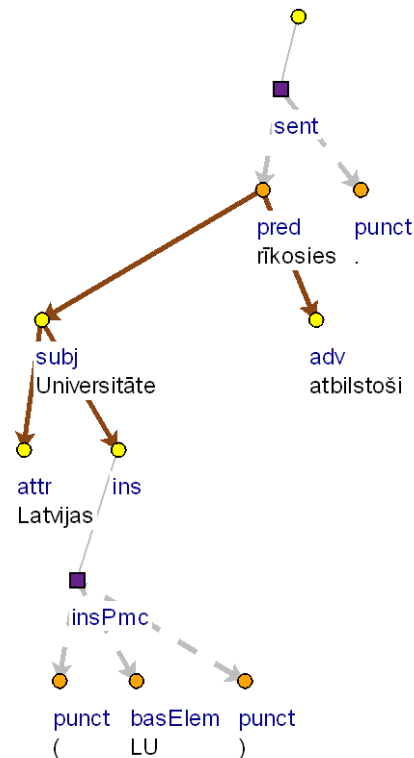 sent
pred punct
rīkosies .
subj adv
Universitāte atbilstoši
attr ins
Latvijas
insPmc
punct basElem punct
( LU )